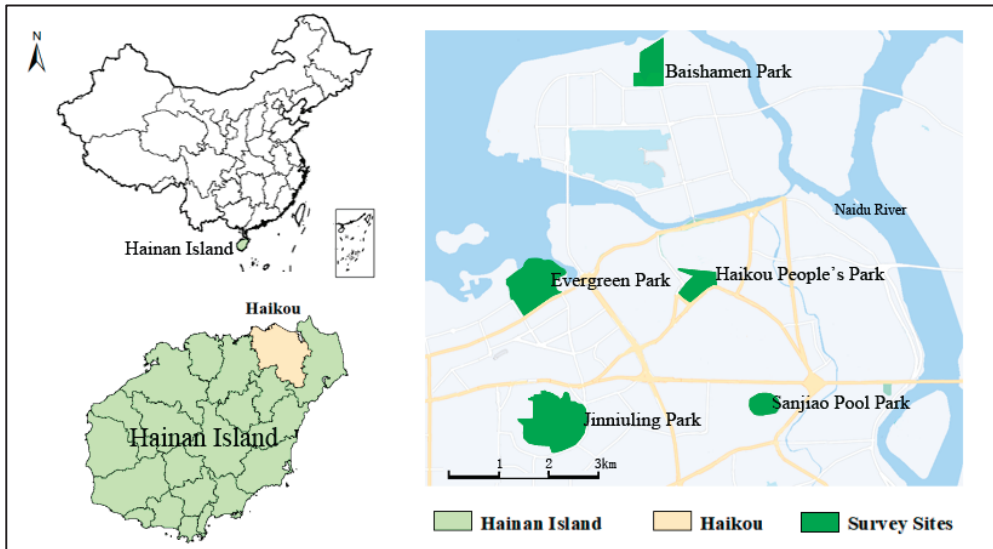 N
Hainan Island
Haikou
Hainan Island
Baishamen Park
Naidu River
Evergreen Park
Haikou People's Park
Jinniuling Park
Sanjiao Pool Park
1 2 3km
Hainan Island
Haikou
Survey Sites